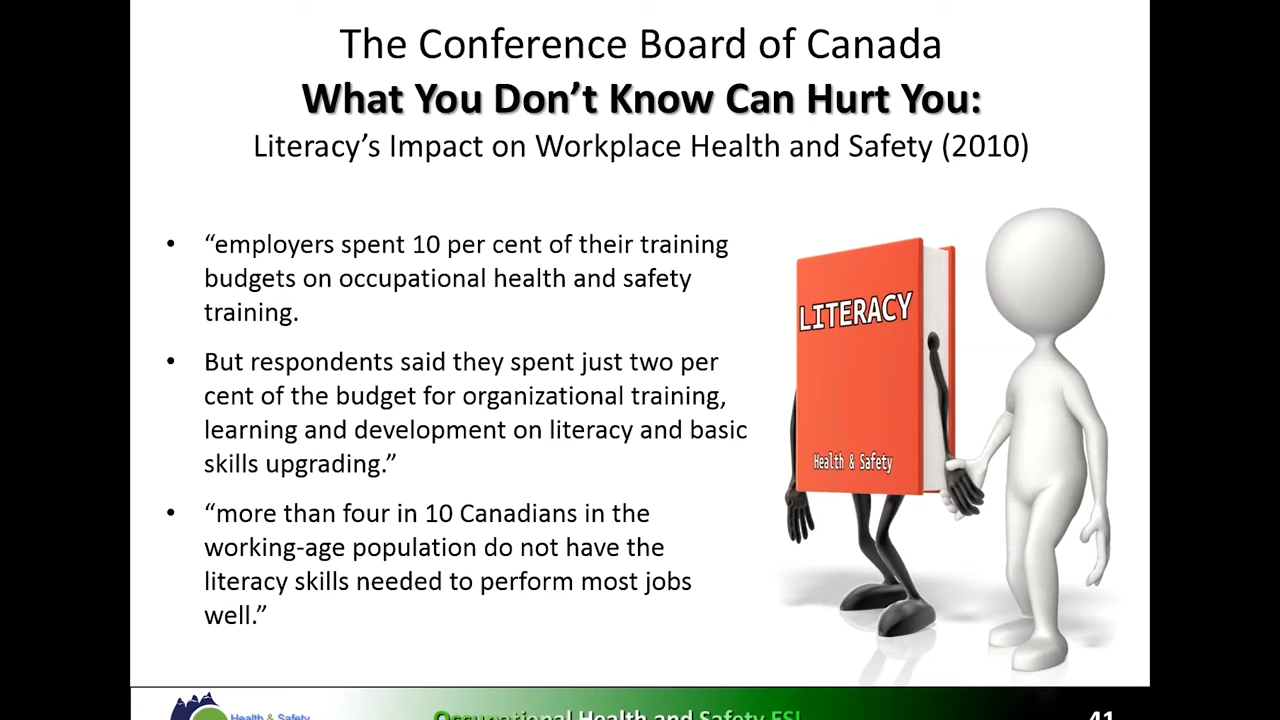 The Conference Board of Canada
What You Don’t Know Can Hurt You:
Literacy’s Impact on Workplace Health and Safety (2010)
• “employers spent 10 per cent of their training
budgets on occupational health and safety
training.
• But respondents said they spent just two per
cent of the budget for organizational training,
learning and development on literacy and basic
skills upgrading.”
• “more than four in 10 Canadians in the
working-age population do not have the
literacy skills needed to perform most jobs
well.”
LITERACY
Health & Safety
Health & Safety
Occupational Health and Safety ESL
41